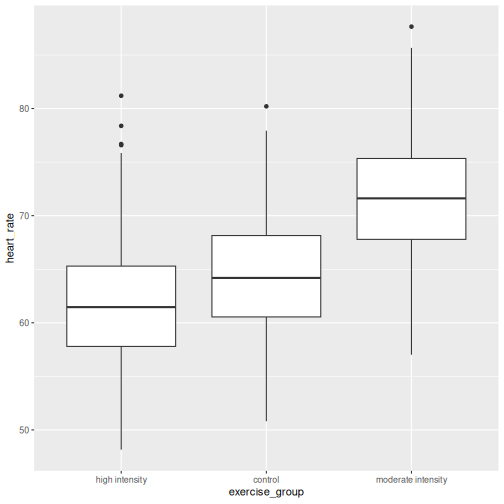 heart_rate
80
70
60
50
high intensity
control
moderate intensity
exercise_group